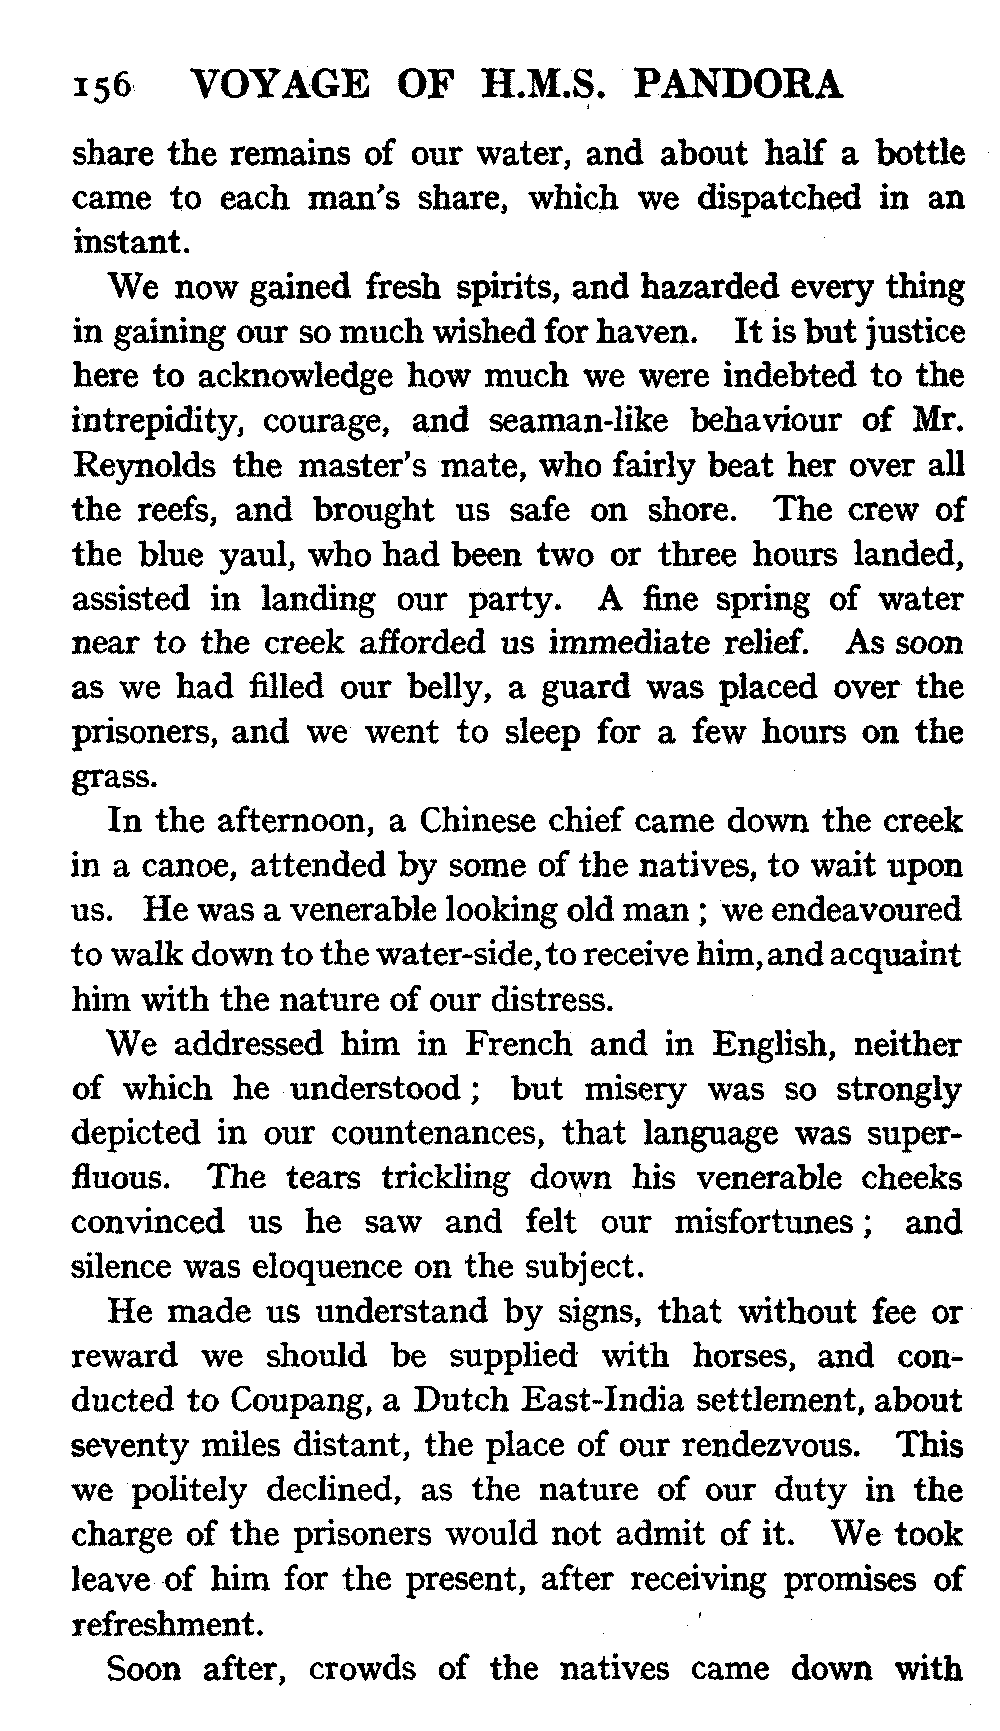 156 VOYAGE OF H.M.S. PANDORA
share the remains of our water, and about half a bottle
came to each man's share, which we dispatched in an
instant.
We now gained fresh spirits, and hazarded every thing
in gaining our so much wished for haven. It is but justice
here to acknowledge how much we were indebted to the
intrepidity, courage, and seaman-like behaviour of Mr.
Reynolds the master's mate, who fairly beat her over all
the reefs, and brought us safe on shore. The crew of
the blue yaul, who had been two or three hours landed,
assisted in landing our party. A fine spring of water
near to the creek afforded us immediate relief. As soon
as we had filled our belly, a guard was placed over the
prisoners, and we went to sleep for a few hours on the
grass.
In the afternoon, a Chinese chief came down the creek
in a canoe, attended by some of the natives, to wait upon
us. He was a venerable looking old man ; we endeavoured
to walk down to the water-side, to receive him, and acquaint
him with the nature of our distress.
We addressed him in French and in English, neither
of which he understood ; but misery was so strongly
depicted in our countenances, that language was super-
fluous. The tears trickling down his venerable cheeks
convinced us he saw and felt our misfortunes ; and
silence was eloquence on the subject.
He made us understand by signs, that without fee or
reward we should be supplied with horses, and con-
ducted to Coupang, a Dutch East-India settlement, about
seventy miles distant, the place of our rendezvous. This
we politely declined, as the nature of our duty in the
charge of the prisoners would not admit of it. We took
leave of him for the present, after receiving promises of
refreshment.
Soon after, crowds of the natives came down with